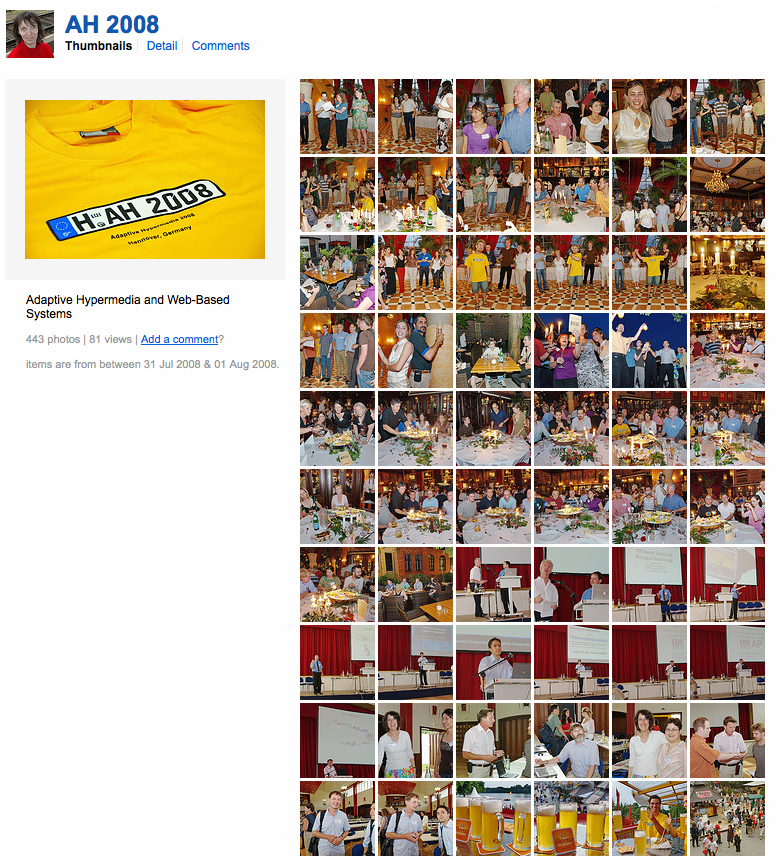 AH 2008
Thumbnails
Detail
Comments
H AH 2008
Adaptive Hypermedia 2008
Hannover, Germany
Adaptive Hypermedia and Web-Based
Systems
443 photos | 81 views | Add a comment?
items are from between 31 Jul 2008 & 01 Aug 2008.
UMAP